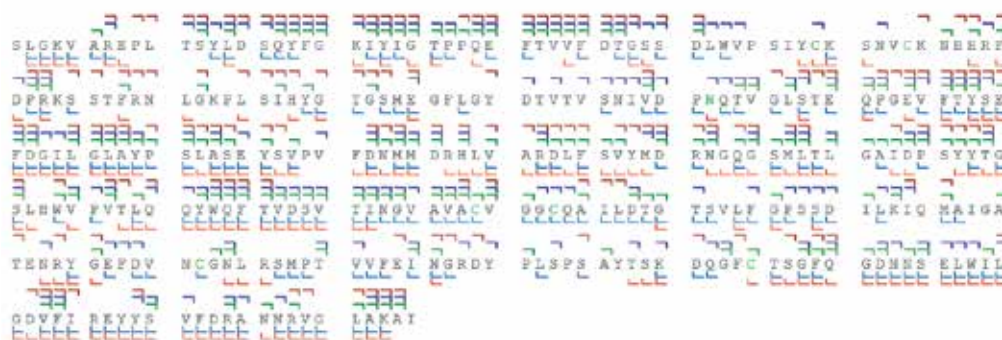 SLGKV AREPL TSYLD SQYFG KIYIG TPPQE FTVVF DTGSS DLWVP SIYCK SNVCK NHHRF
DPRKS STFRN LGKPL SIHYG TGSME GFLGY DTVTV SNIVD PNQTV GLSTE QPGEV FTYSE
FDGIL GLAYP SLASE YSVPV FDNMM DRHLV ARDLF SVYMD RNGQG SMLTL GAIDP SYYTG
SLHWV PVTLQ QYWQF TVDSV TINGV AVACV GGCQA ILDTG TSVLF GPSSD ILKIQ MAIGA
TENRY GEFDV NCGNL RSMPT VVFEI NGRDY PLSPS AYTSK DQGFC TSGFQ GDNNS ELWIL
GDVFI REYYS VFDRA NNRVG LAKAI